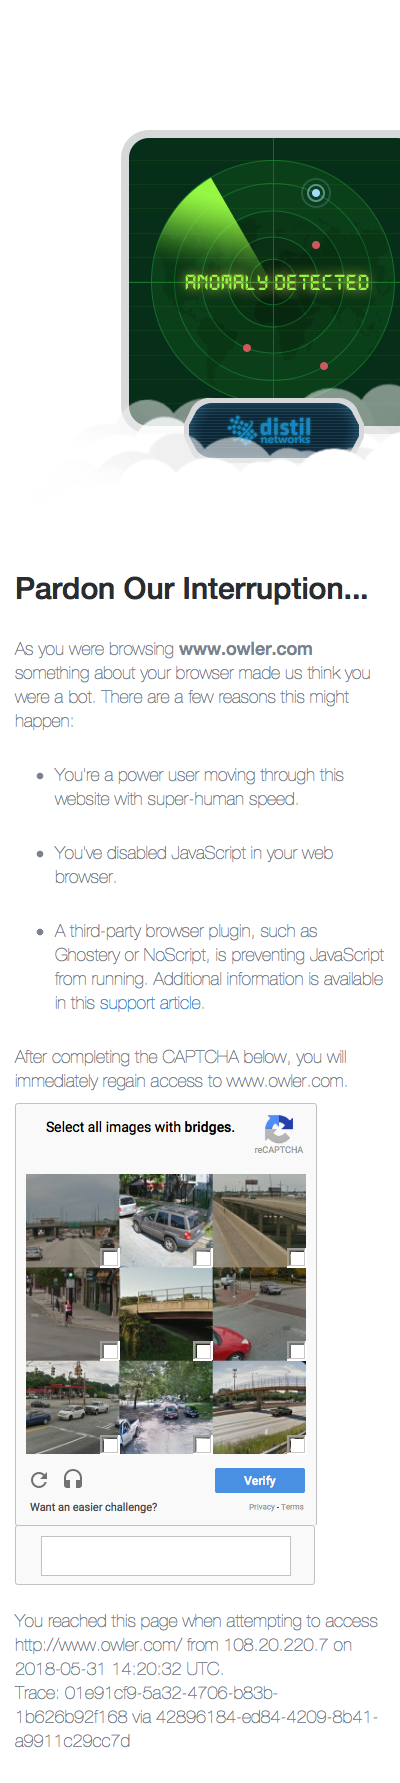 ANOMALY DETECTED
distil
networks
Pardon Our Interruption...
As you were browsing www.owler.com
something about your browser made us think you
were a bot. There are a few reasons this might
happen:
You're a power user moving through this
website with super-human speed.
You've disabled JavaScript in your web
browser.
A third-party browser plugin, such as
Ghostery or NoScript, is preventing JavaScript
from running. Additional information is available
in this support article.
After completing the CAPTCHA below, you will
immediately regain access to www.owler.com.
Select all images with bridges.
reCAPTCHA
Verify
Want an easier challenge?
Privacy - Terms
You reached this page when attempting to access
http://www.owler.com/ from 108.20.220.7 on
2018-05-31 14:20:32 UTC.
Trace: 01e91cf9-5a32-4706-b83b-
1b626b92f168 via 42896184-ed84-4209-8b41-
a9911c29cc7d